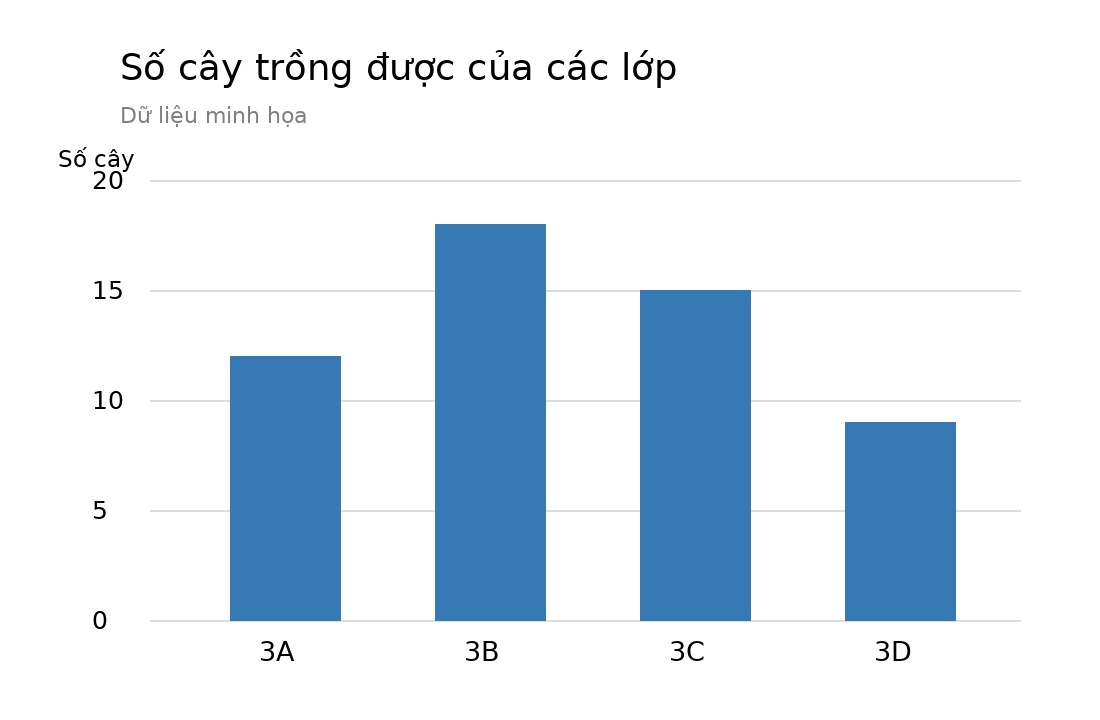 Số cây trồng được của các lớp
Dữ liệu minh họa
Số cây
20
15
10
5
0
3A 3B 3C 3D